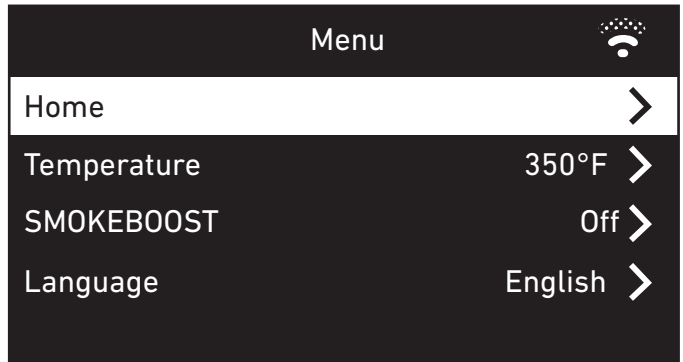 Menu
Home
Temperature 350°F
SMOKEBOOST Off
Language English